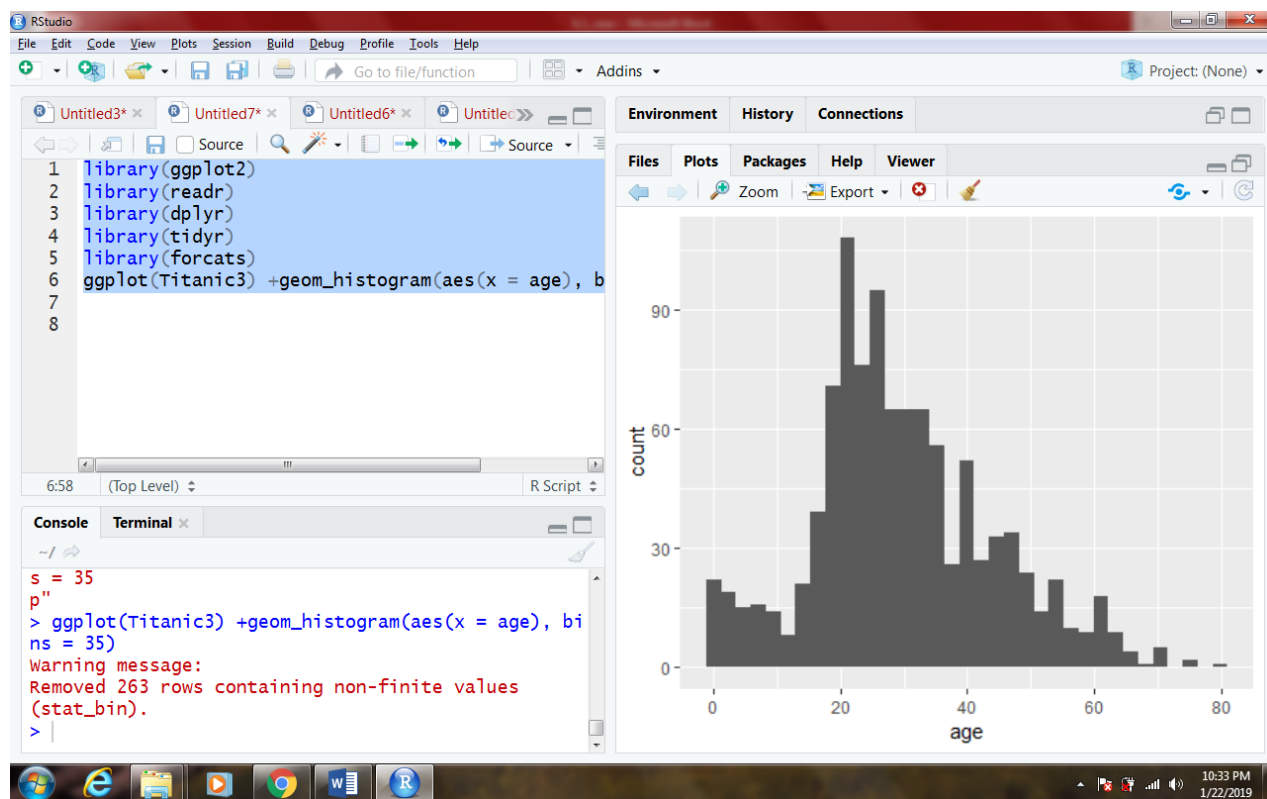 RStudio
File Edit Code View Plots Session Build Debug Profile Tools Help
Go to file/function
Addins
Project: (None)
Untitled3*
Untitled7*
Untitled6*
Untitled
Source
Source
1 library(ggplot2)
2 library(readr)
3 library(dplyr)
4 library(tidyr)
5 library(forcats)
6 ggplot(Titanic3) +geom_histogram(aes(x = age), b
7
8
6:58 (Top Level) R Script
Console Terminal
~/
s = 35
p"
> ggplot(Titanic3) +geom_histogram(aes(x = age), bi
ns = 35)
Warning message:
Removed 263 rows containing non-finite values
(stat_bin).
>
Environment History Connections
Files Plots Packages Help Viewer
Zoom Export
count
90
60
30
0
0 20 40 60 80
age
10:33 PM
1/22/2019